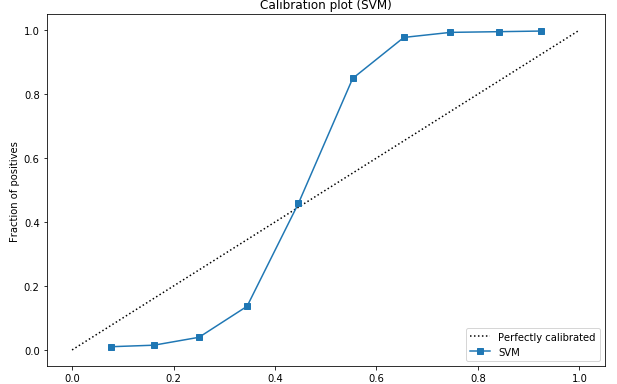 Calibration plot (SVM)
1.0
0.8
0.6
0.4
0.2
0.0
Fraction of positives
Perfectly calibrated
SVM
0.0 0.2 0.4 0.6 0.8 1.0